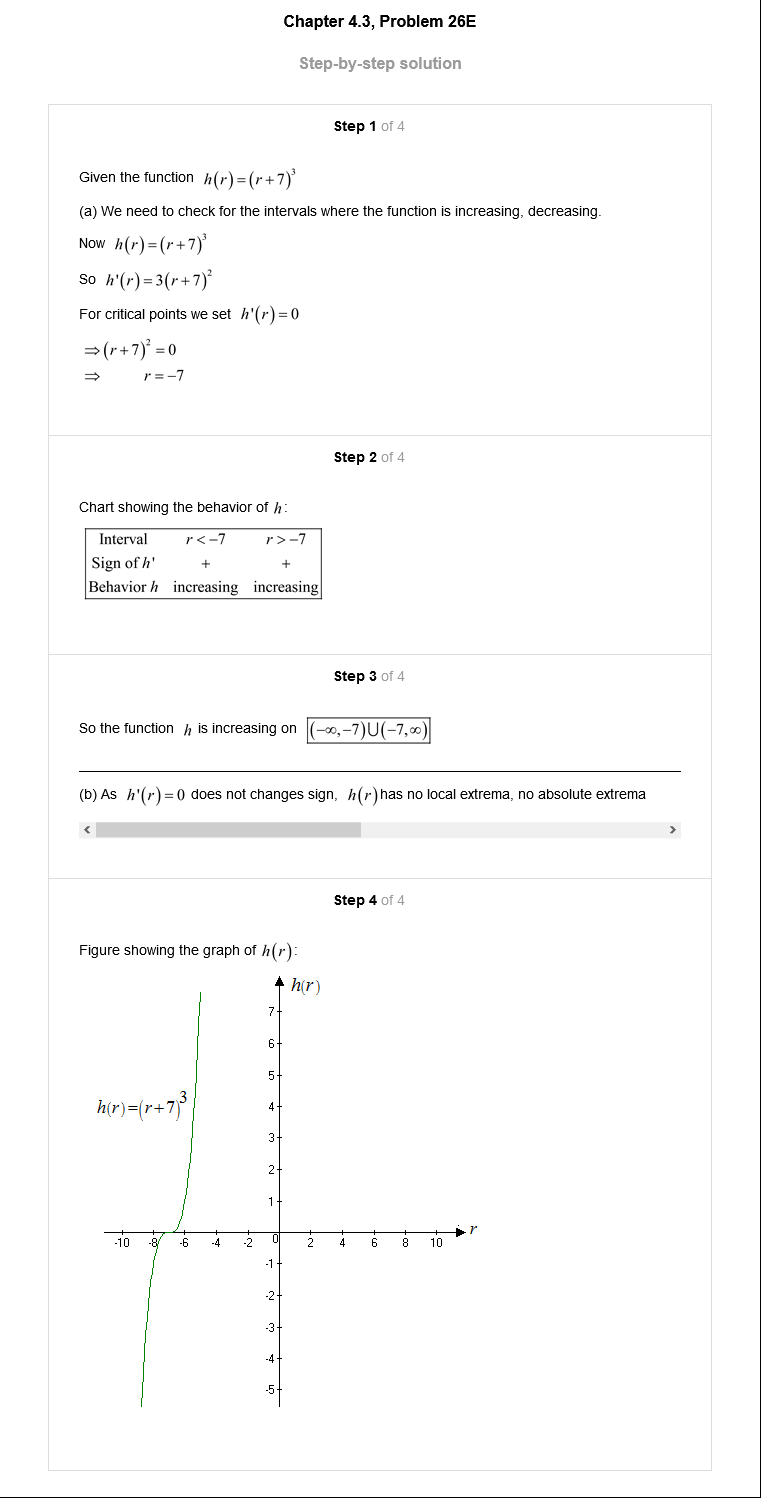 Chapter 4.3, Problem 26E
Step-by-step solution
Step 1 of 4
Given the function h(r)=(r+7)³
(a) We need to check for the intervals where the function is increasing, decreasing.
Now h(r)=(r+7)³
So h'(r)=3(r+7)²
For critical points we set h'(r)=0
⇒(r+7)²=0
⇒ r=−7
Step 2 of 4
Chart showing the behavior of h:
Interval r<−7 r>−7
Sign of h' + +
Behavior h increasing increasing
Step 3 of 4
So the function h is increasing on (−∞,−7)∪(−7,∞)
(b) As h'(r)=0 does not changes sign, h(r) has no local extrema, no absolute extrema
Step 4 of 4
Figure showing the graph of h(r):
h(r)
7
6
5
h(r)=(r+7)³
4
3
2
1
r
-10 -8 -6 -4 -2 0 2 4 6 8 10
-1
-2
-3
-4
-5